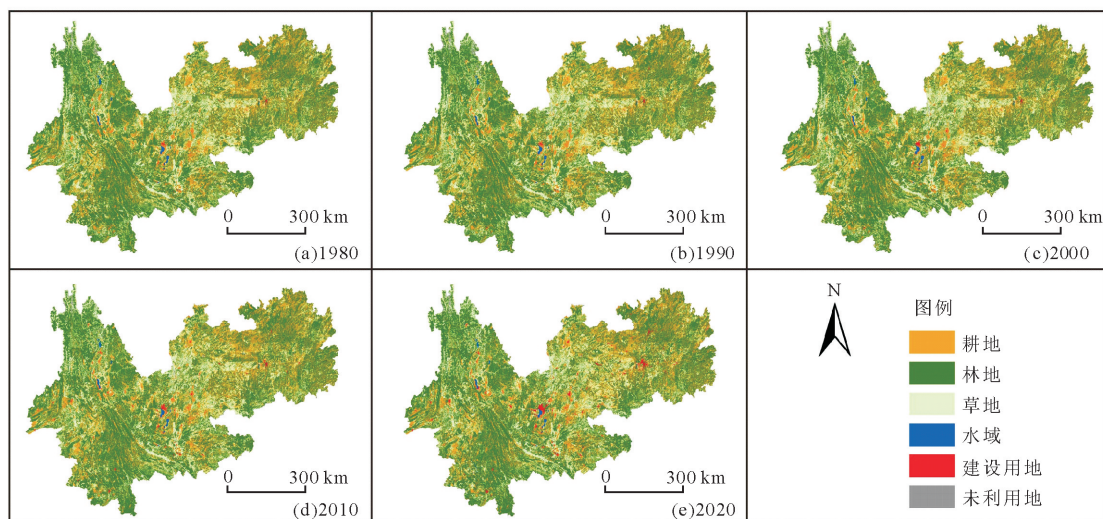 0 300 km
(a)1980
0 300 km
(b)1990
0 300 km
(c)2000
0 300 km
(d)2010
0 300 km
(e)2020
N
图例
耕地
林地
草地
水域
建设用地
未利用地